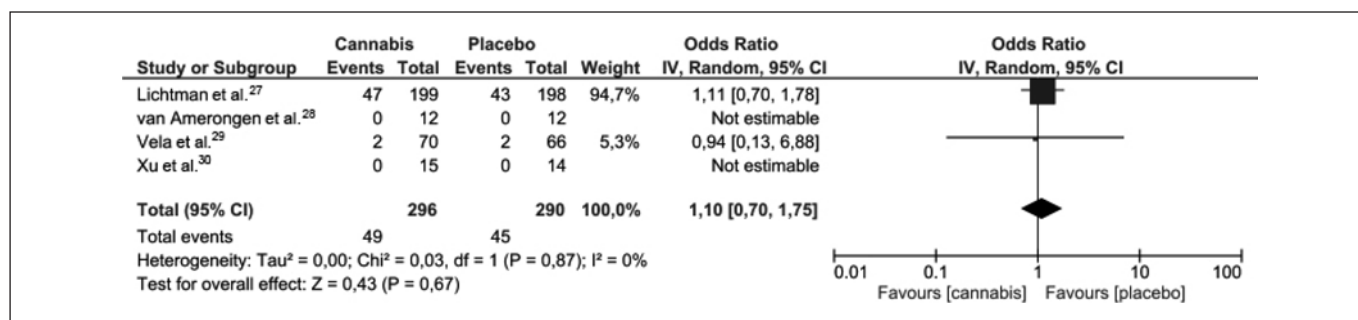 Cannabis Placebo Odds Ratio Odds Ratio
Study or Subgroup Events Total Events Total Weight IV, Random, 95% CI IV, Random, 95% CI
Lichtman et al.27 47 199 43 198 94,7% 1,11 [0,70, 1,78]
van Amerongen et al.28 0 12 0 12 Not estimable
Vela et al.29 2 70 2 66 5,3% 0,94 [0,13, 6,88]
Xu et al.30 0 15 0 14 Not estimable
Total (95% CI) 296 290 100,0% 1,10 [0,70, 1,75]
Total events 49 45
Heterogeneity: Tau² = 0,00; Chi² = 0,03, df = 1 (P = 0,87); I² = 0%
Test for overall effect: Z = 0,43 (P = 0,67)
0.01 0.1 1 10 100
Favours [cannabis] Favours [placebo]